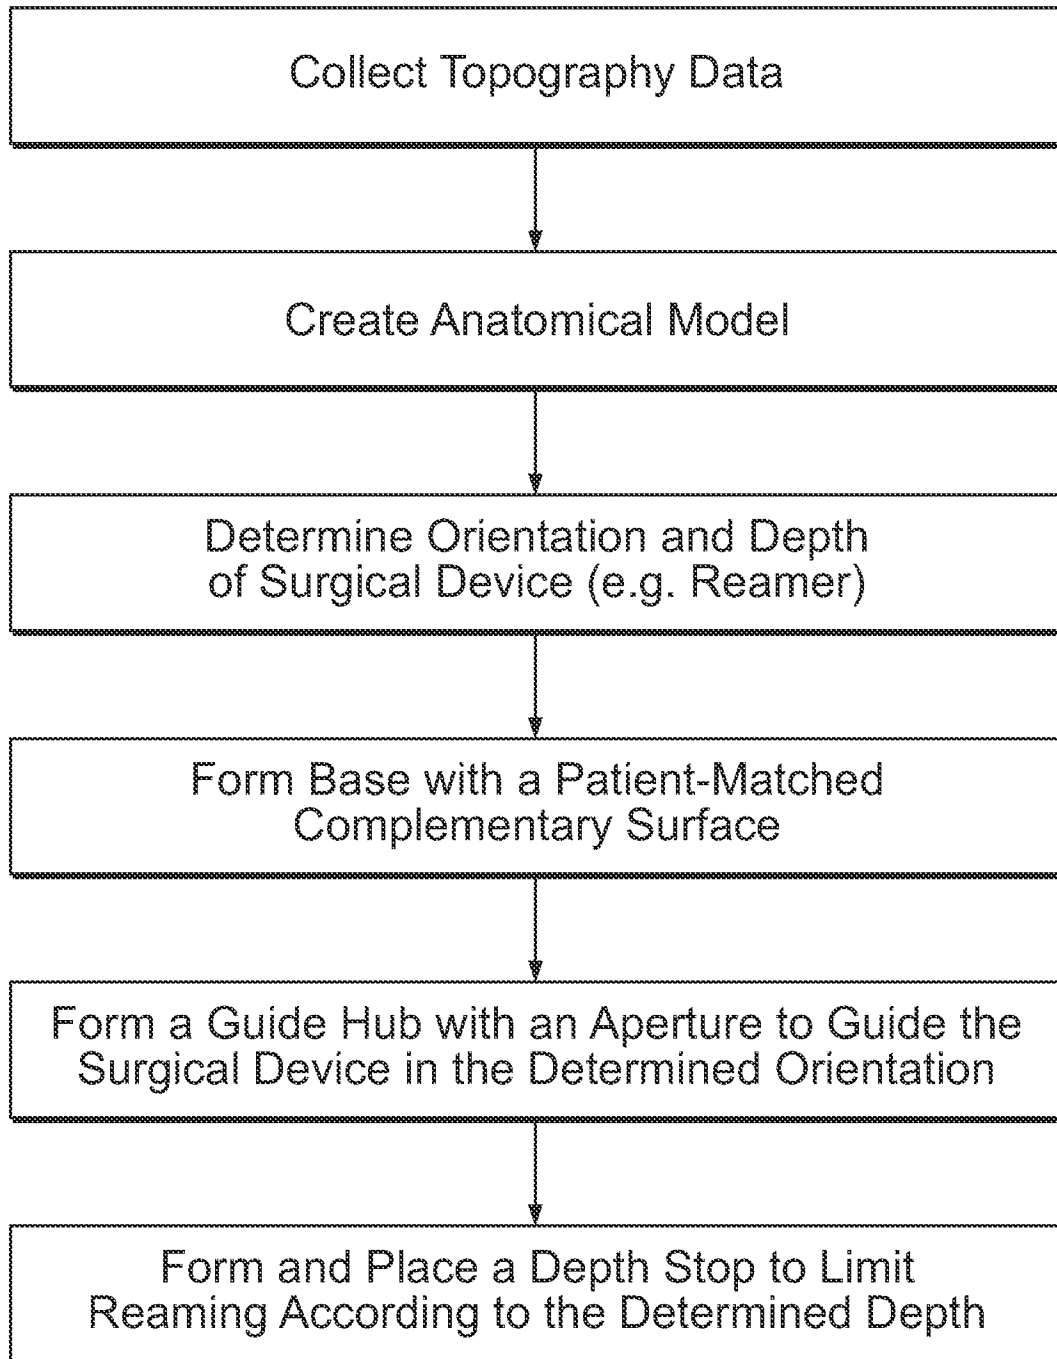 Collect Topography Data
Create Anatomical Model
Determine Orientation and Depth
of Surgical Device (e.g. Reamer)
Form Base with a Patient-Matched
Complementary Surface
Form a Guide Hub with an Aperture to Guide the
Surgical Device in the Determined Orientation
Form and Place a Depth Stop to Limit
Reaming According to the Determined Depth